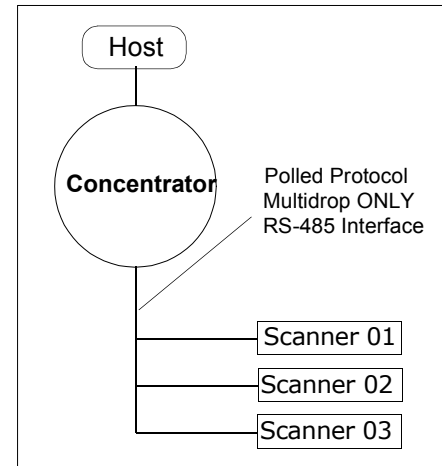 Host
Concentrator
Polled Protocol
Multidrop ONLY
RS-485 Interface
Scanner 01
Scanner 02
Scanner 03